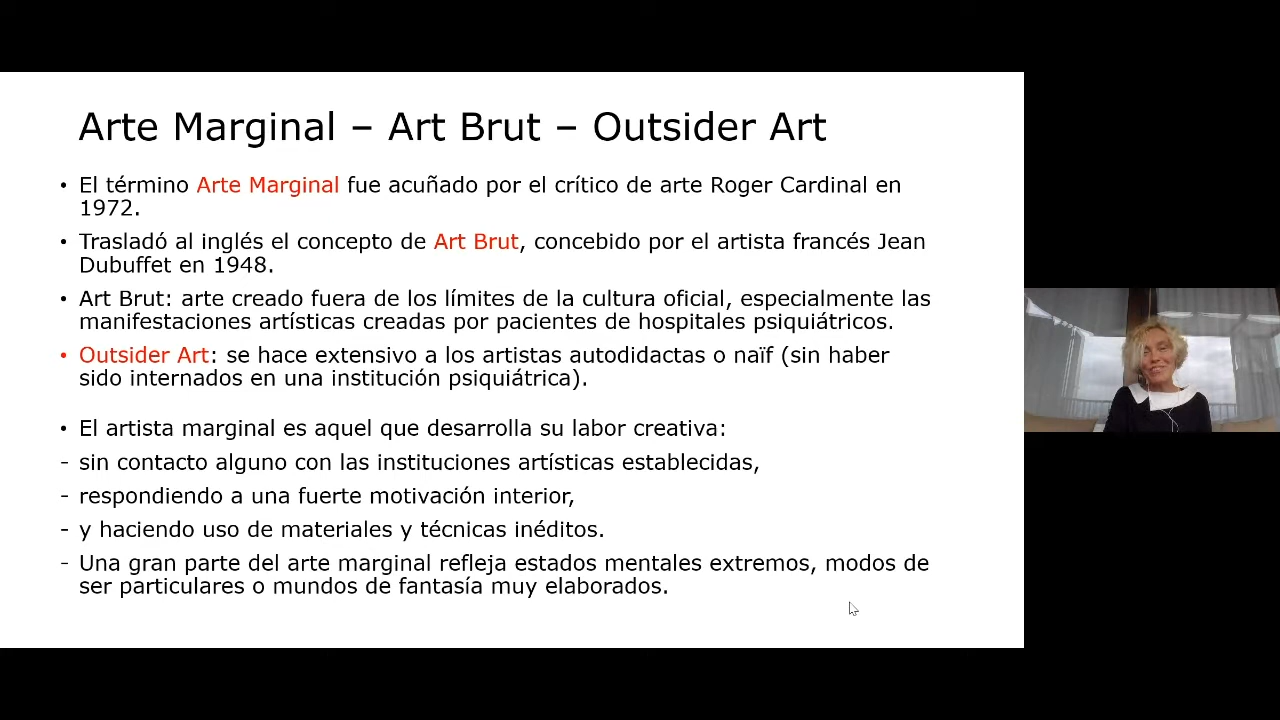 Arte Marginal – Art Brut – Outsider Art
• El término Arte Marginal fue acuñado por el crítico de arte Roger Cardinal en
1972.
• Trasladó al inglés el concepto de Art Brut, concebido por el artista francés Jean
Dubuffet en 1948.
• Art Brut: arte creado fuera de los límites de la cultura oficial, especialmente las
manifestaciones artísticas creadas por pacientes de hospitales psiquiátricos.
• Outsider Art: se hace extensivo a los artistas autodidactas o naïf (sin haber
sido internados en una institución psiquiátrica).
• El artista marginal es aquel que desarrolla su labor creativa:
- sin contacto alguno con las instituciones artísticas establecidas,
- respondiendo a una fuerte motivación interior,
- y haciendo uso de materiales y técnicas inéditos.
- Una gran parte del arte marginal refleja estados mentales extremos, modos de
ser particulares o mundos de fantasía muy elaborados.